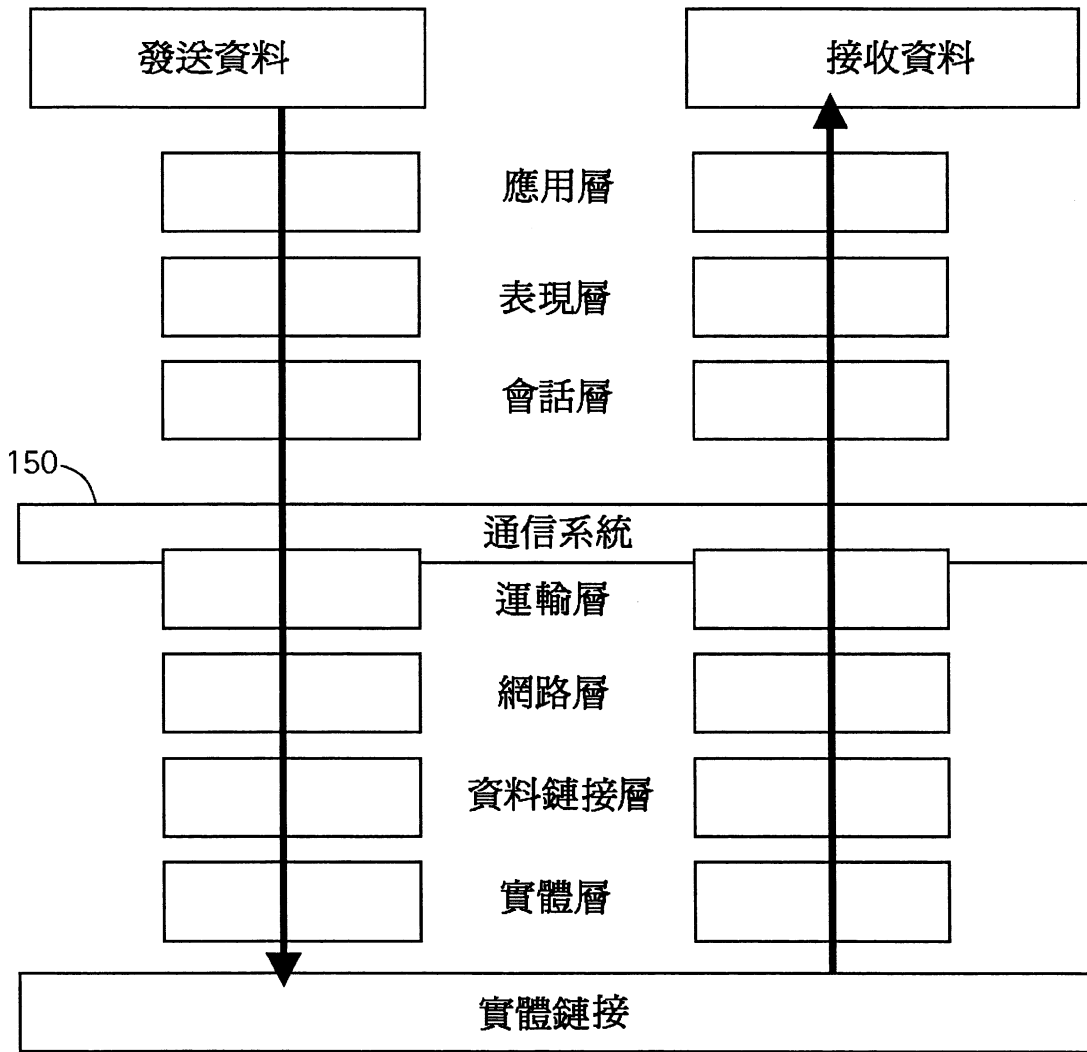 發送資料
接收資料
應用層
表現層
會話層
150
通信系統
運輸層
網路層
資料鏈接層
實體層
實體鏈接